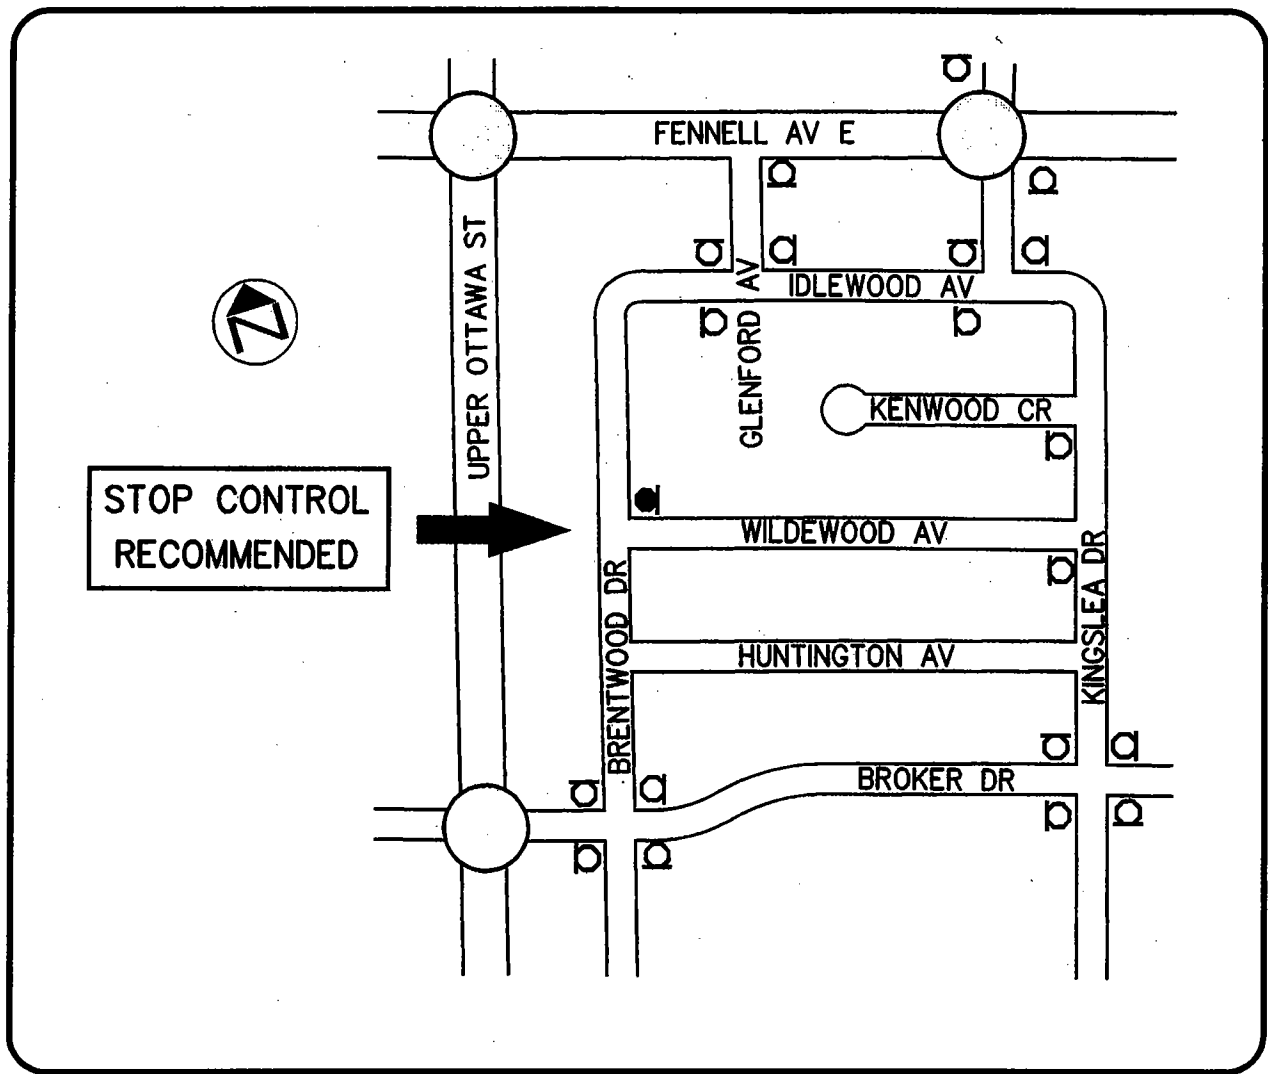 FENNELL AV E
UPPER OTTAWA ST
GLENFORD AV
IDLEWOOD AV
KENWOOD CR
STOP CONTROL
RECOMMENDED
WILDEWOOD AV
BRENTWOOD DR
KINGSLEA DR
HUNTINGTON AV
BROKER DR
N